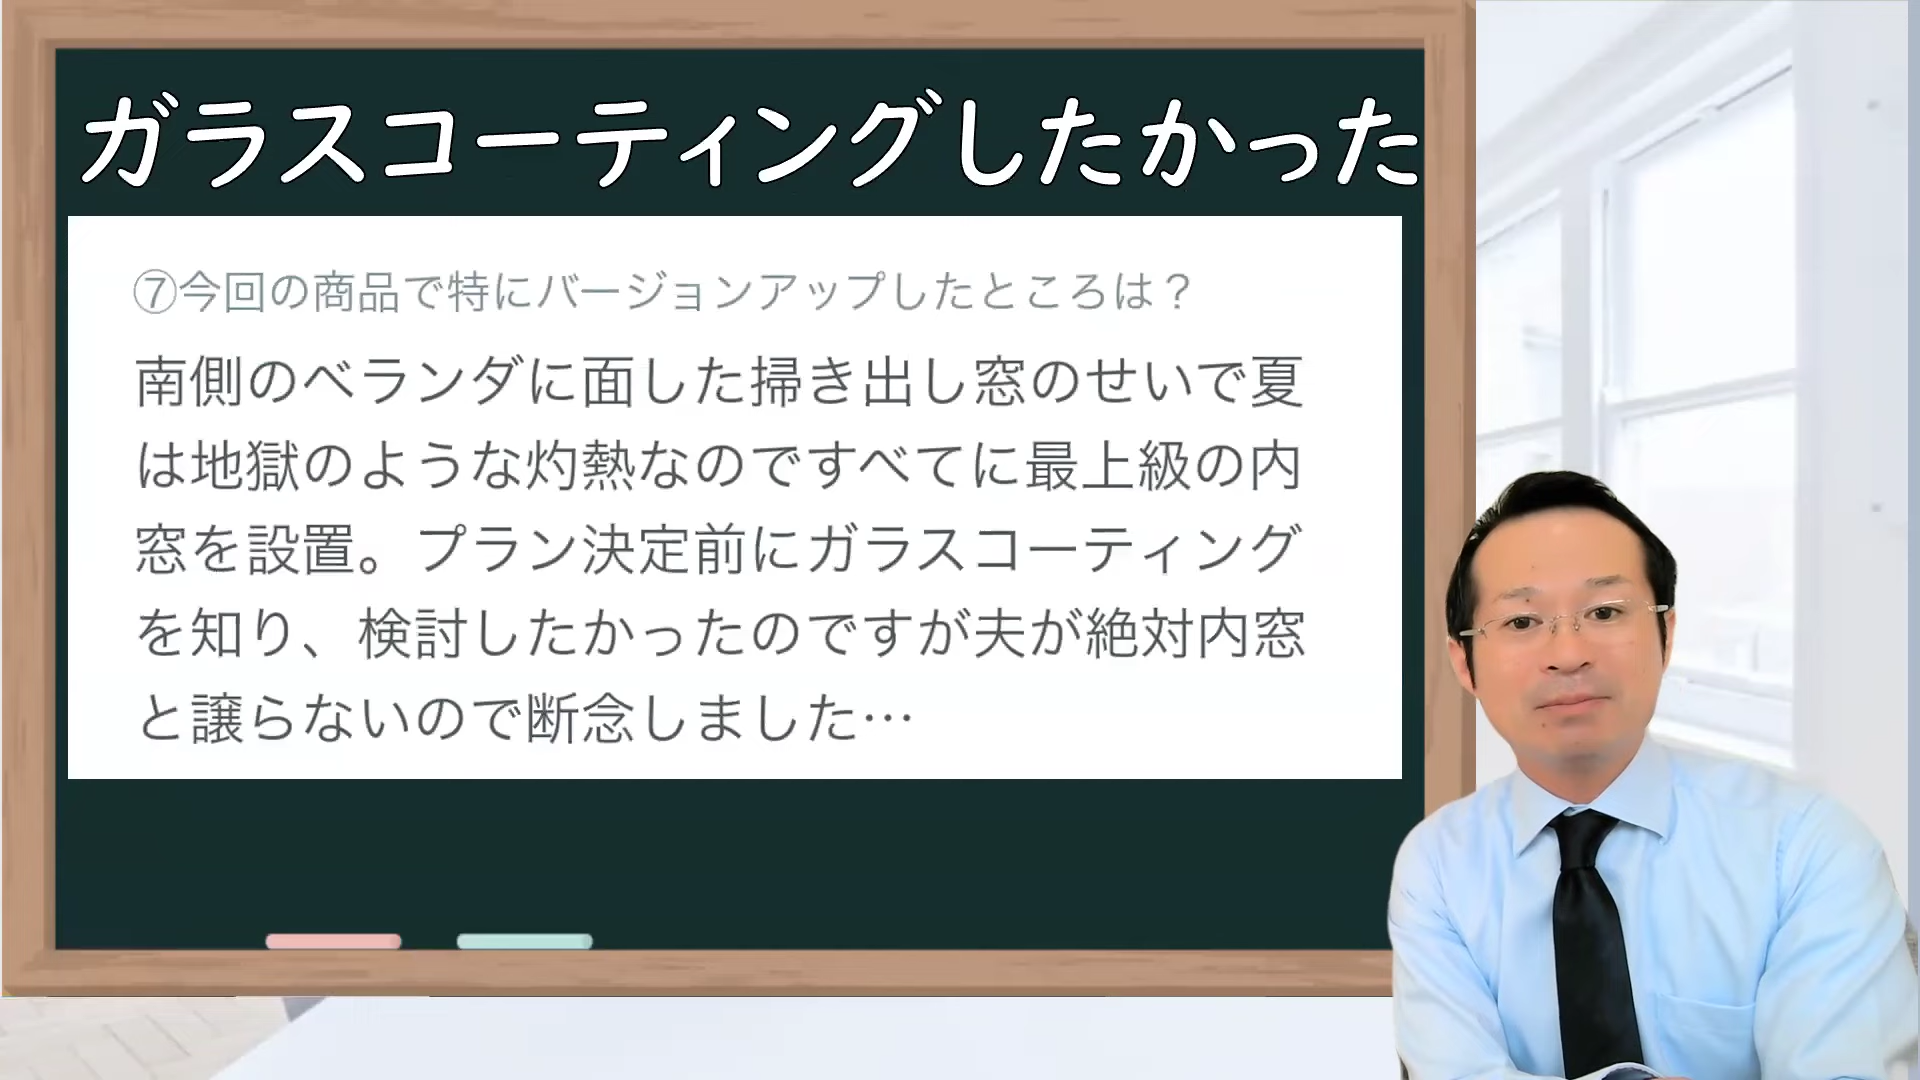 ガラスコーティングしたかった
⑦今回の商品で特にバージョンアップしたところは？
南側のベランダに面した掃き出し窓のせいで夏
は地獄のような灼熱なのですべてに最上級の内
窓を設置。プラン決定前にガラスコーティング
を知り、検討したかったのですが夫が絶対内窓
と譲らないので断念しました…